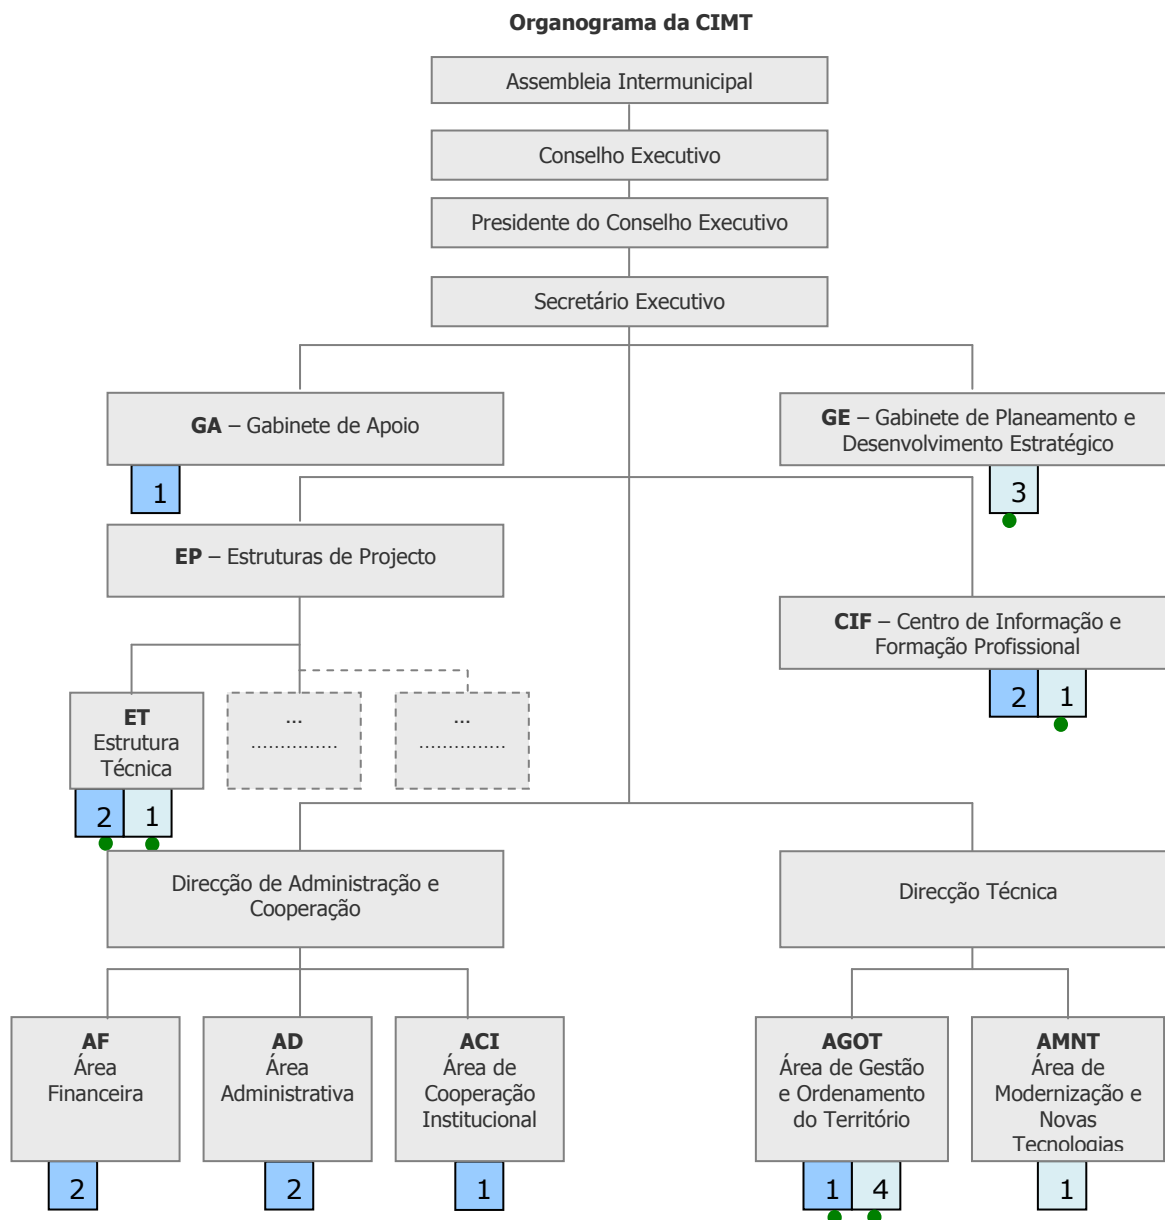 Organograma da CIMT
Assembleia Intermunicipal
Conselho Executivo
Presidente do Conselho Executivo
Secretário Executivo
GA – Gabinete de Apoio
1
GE – Gabinete de Planeamento e
Desenvolvimento Estratégico
3
EP – Estruturas de Projecto
CIF – Centro de Informação e
Formação Profissional
2 1
ET
Estrutura
Técnica
2 1
...
...............
...
...............
Direcção de Administração e
Cooperação
Direcção Técnica
AF
Área
Financeira
2
AD
Área
Administrativa
2
ACI
Área de
Cooperação
Institucional
1
AGOT
Área de Gestão
e Ordenamento
do Território
1 4
AMNT
Área de
Modernização e
Novas
Tecnologias
1